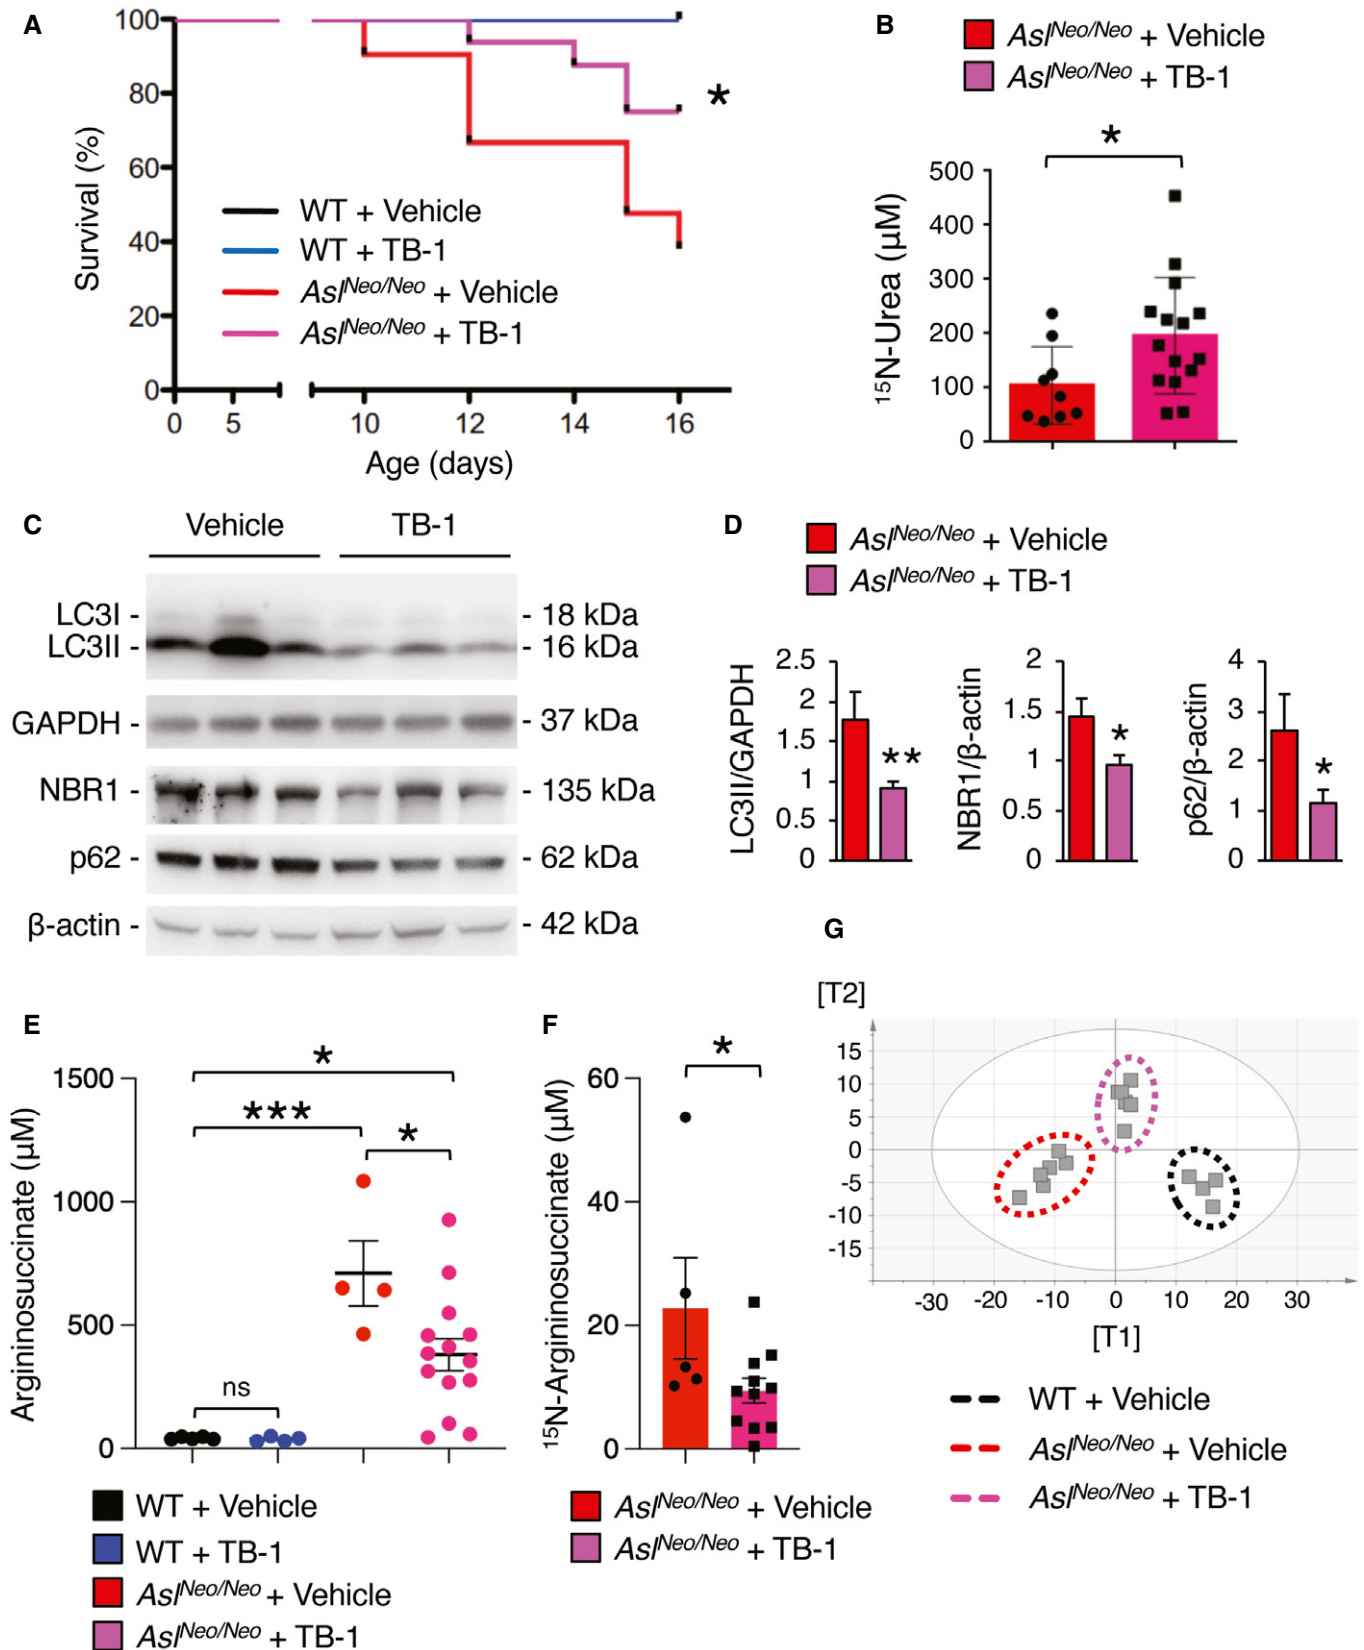 A
100
80
60
40
20
0
Survival (%)
WT + Vehicle
WT + TB-1
Asl^Neo/Neo + Vehicle
Asl^Neo/Neo + TB-1
*
0 5 10 12 14 16
Age (days)
B
Asl^Neo/Neo + Vehicle
Asl^Neo/Neo + TB-1
*
500
400
300
200
100
0
¹⁵N-Urea (µM)
C
Vehicle TB-1
LC3I - - 18 kDa
LC3II - - 16 kDa
GAPDH - - 37 kDa
NBR1 - - 135 kDa
p62 - - 62 kDa
β-actin - - 42 kDa
D
Asl^Neo/Neo + Vehicle
Asl^Neo/Neo + TB-1
LC3II/GAPDH
2.5
2
1.5
1
0.5
0
**
NBR1/β-actin
2
1.5
1
0.5
0
*
p62/β-actin
4
3
2
1
0
*
E
Argininosuccinate (µM)
1500
1000
500
0
*
***
*
ns
WT + Vehicle
WT + TB-1
Asl^Neo/Neo + Vehicle
Asl^Neo/Neo + TB-1
F
¹⁵N-Argininosuccinate (µM)
60
40
20
0
*
Asl^Neo/Neo + Vehicle
Asl^Neo/Neo + TB-1
G
[T2]
15
10
5
0
-5
-10
-15
-30 -20 -10 0 10 20 30
[T1]
WT + Vehicle
Asl^Neo/Neo + Vehicle
Asl^Neo/Neo + TB-1